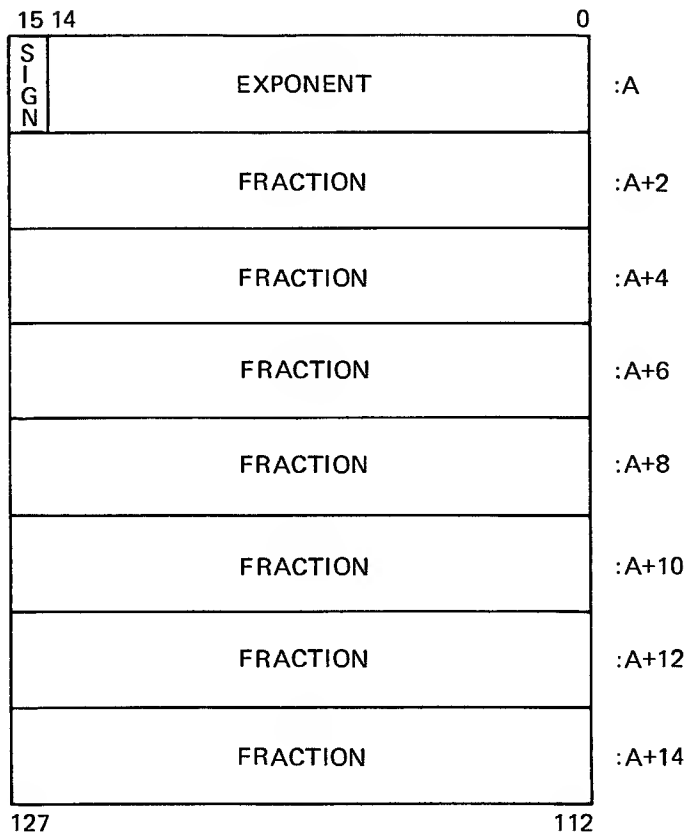 15 14 0
SIGN EXPONENT :A
FRACTION :A+2
FRACTION :A+4
FRACTION :A+6
FRACTION :A+8
FRACTION :A+10
FRACTION :A+12
FRACTION :A+14
127 112